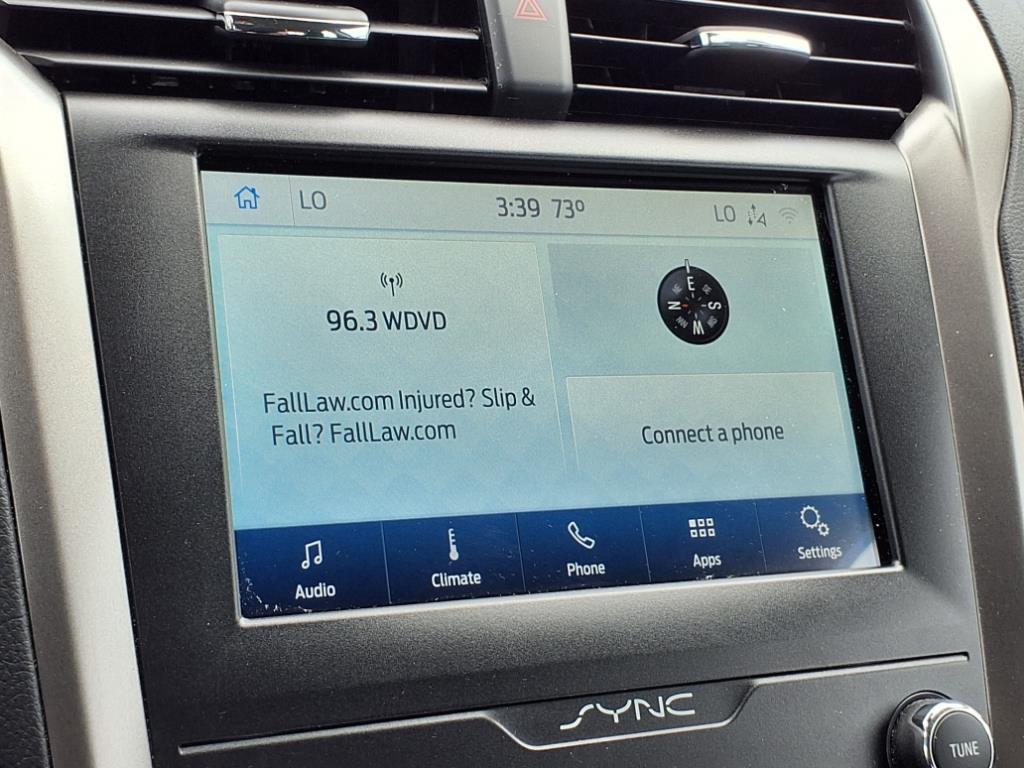 LO
3:39 73º
LO
96.3 WDVD
FallLaw.com Injured? Slip &
Fall? FallLaw.com
E
S
W
N
Connect a phone
Audio
Climate
Phone
Apps
Settings
SYNC
TUNE